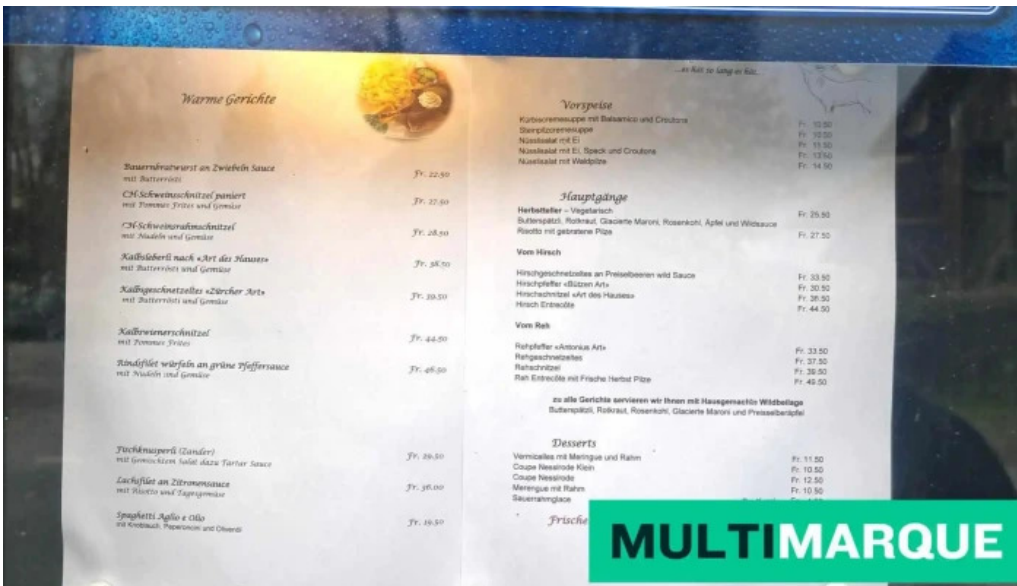 Warme Gerichte
Bauernbratwurst an Zwiebeln Sauce
mit Butterrösti
Fr. 22.50
CH-Schweinsschnitzel paniert
mit Pommes Frites und Gemüse
Fr. 27.50
CH-Schweinsrahmschnitzel
mit Nudeln und Gemüse
Fr. 28.50
Kalbsleberli nach «Art des Hauses»
mit Butterrösti und Gemüse
Fr. 38.50
Kalbsgeschnetzeltes «Zürcher Art»
mit Butterrösti und Gemüse
Fr. 39.50
Kalbswienerschnitzel
mit Pommes Frites
Fr. 44.50
Rindsfilet würfeln an grüne Pfeffersauce
mit Nudeln und Gemüse
Fr. 46.50
Fischknusperli (Zander)
mit Gemischtem Salat dazu Tartar Sauce
Fr. 29.50
Lachsfilet an Zitronensauce
mit Risotto und Tagesgemüse
Fr. 36.00
Spaghetti Aglio e Olio
mit Knoblauch, Peperoncini und Olivenöl
Fr. 19.50
...es hät so lang es hät...
Vorspeise
Kürbiscremesuppe mit Balsamico und Croutons Fr. 10.50
Steinpilzcremesuppe Fr. 10.50
Nüsslisalat mit Ei Fr. 11.50
Nüsslisalat mit Ei, Speck und Croutons Fr. 13.50
Nüsslisalat mit Waldpilze Fr. 14.50
Hauptgänge
Herbstteller – Vegetarisch Fr. 25.50
Butterspätzli, Rotkraut, Glacierte Maroni, Rosenkohl, Apfel und Wildsauce
Risotto mit gebratene Pilze Fr. 27.50
Vom Hirsch
Hirschgeschnetzeltes an Preiselbeeren wild Sauce Fr. 33.50
Hirschpfeffer «Bützen Art» Fr. 30.50
Hirschschnitzel «Art des Hauses» Fr. 36.50
Hirsch Entrecôte Fr. 44.50
Vom Reh
Rehpfeffer «Antonius Art» Fr. 33.50
Rehgeschnetzeltes Fr. 37.50
Rehschnitzel Fr. 39.50
Reh Entrecôte mit Frische Herbst Pilze Fr. 49.50
zu alle Gerichte servieren wir Ihnen mit Hausgemachtin Wildbeilage
Butterspätzli, Rotkraut, Rosenkohl, Glacierte Maroni und Preisselberäpfel
Desserts
Vermicelles mit Meringue und Rahm Fr. 11.50
Coupe Nesslrode Klein Fr. 10.50
Coupe Nesslrode Fr. 12.50
Merengue mit Rahm Fr. 10.50
Sauerrahmglace
Frische
MULTIMARQUE